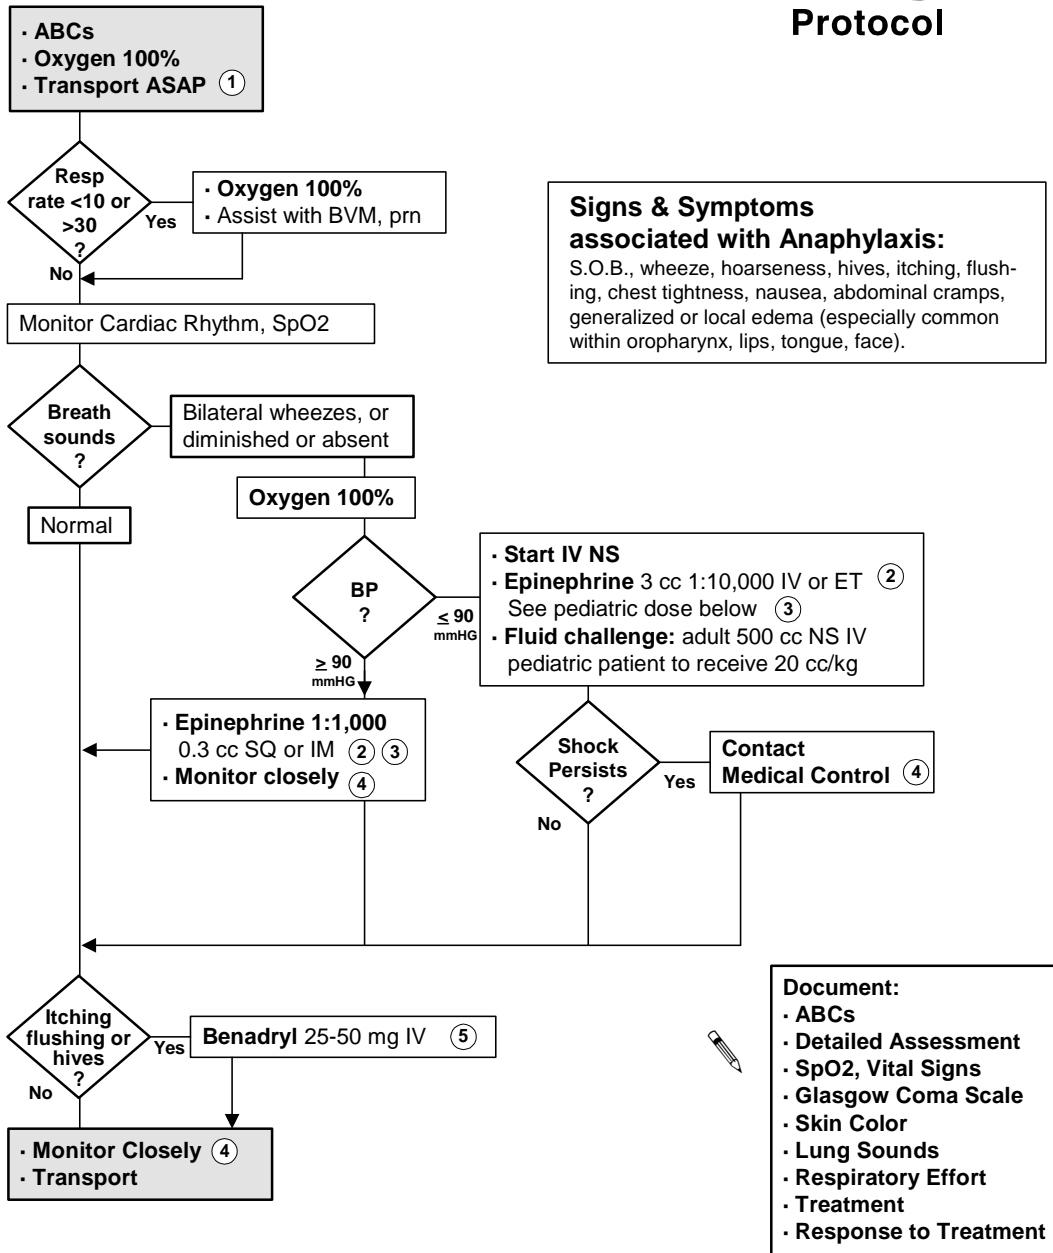 Protocol
· ABCs
· Oxygen 100%
· Transport ASAP 1
Resp
rate <10 or
>30
?
Yes
No
· Oxygen 100%
· Assist with BVM, prn
Signs & Symptoms
associated with Anaphylaxis:
S.O.B., wheeze, hoarseness, hives, itching, flush-
ing, chest tightness, nausea, abdominal cramps,
generalized or local edema (especially common
within oropharynx, lips, tongue, face).
Monitor Cardiac Rhythm, SpO2
Breath
sounds
?
Bilateral wheezes, or
diminished or absent
Oxygen 100%
Normal
BP
?
≤ 90
mmHG
≥ 90
mmHG
· Start IV NS
· Epinephrine 3 cc 1:10,000 IV or ET 2
See pediatric dose below 3
· Fluid challenge: adult 500 cc NS IV
pediatric patient to receive 20 cc/kg
· Epinephrine 1:1,000
0.3 cc SQ or IM 2 3
· Monitor closely 4
Shock
Persists
?
Yes
No
Contact
Medical Control 4
Itching
flushing or
hives
?
Yes
No
Benadryl 25-50 mg IV 5
· Monitor Closely 4
· Transport
Document:
· ABCs
· Detailed Assessment
· SpO2, Vital Signs
· Glasgow Coma Scale
· Skin Color
· Lung Sounds
· Respiratory Effort
· Treatment
· Response to Treatment